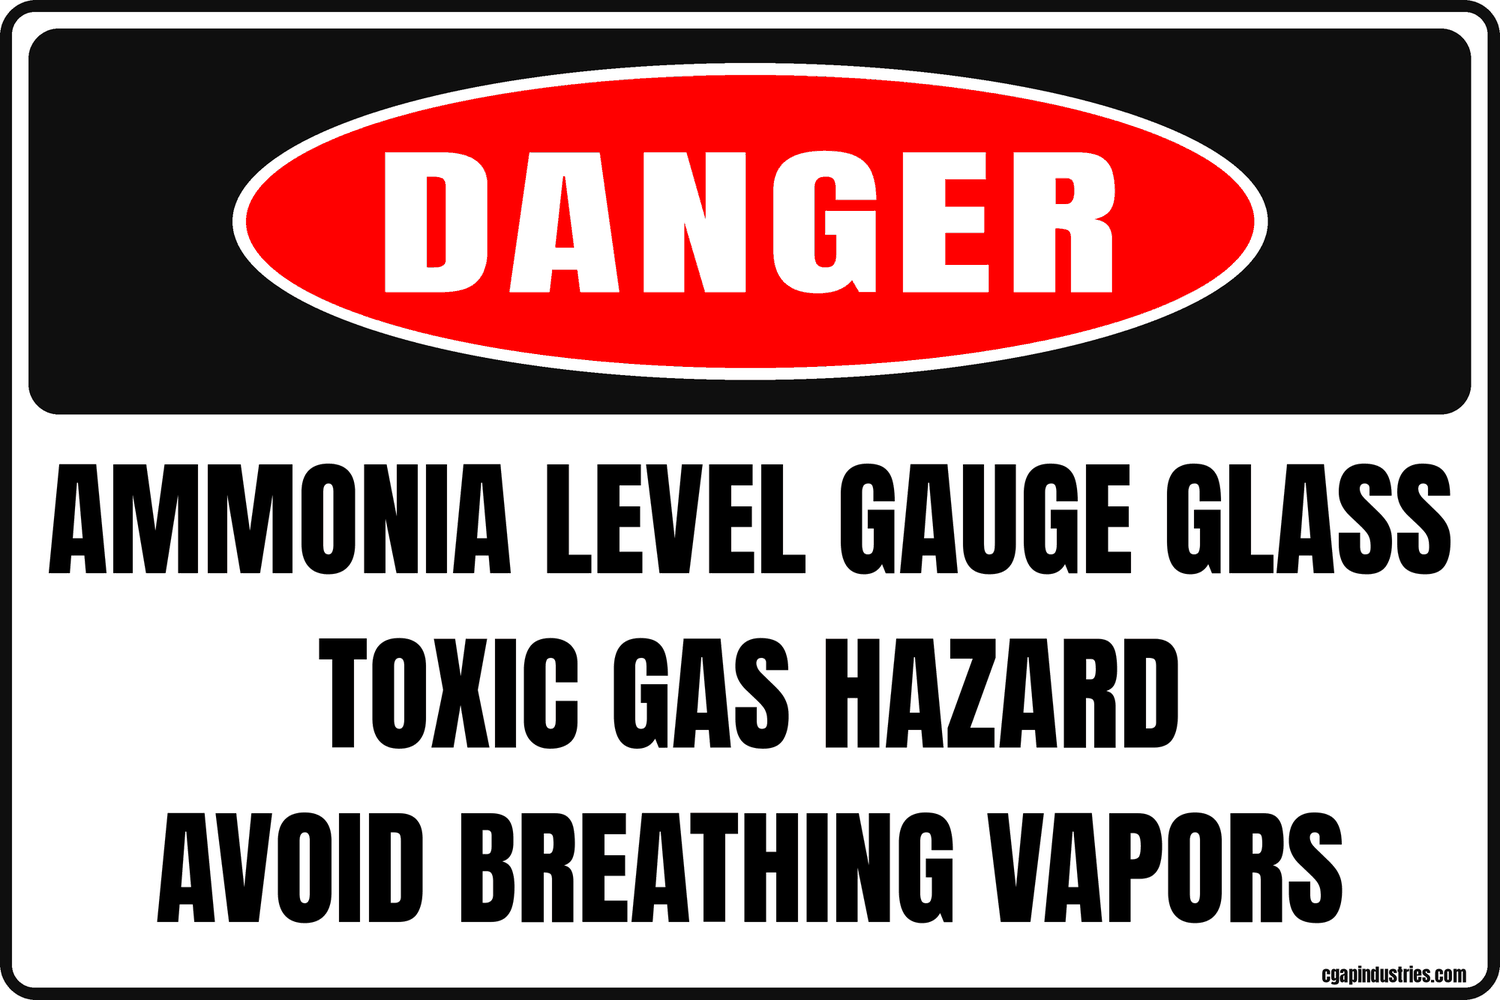 DANGER
AMMONIA LEVEL GAUGE GLASS
TOXIC GAS HAZARD
AVOID BREATHING VAPORS
cgapindustries.com